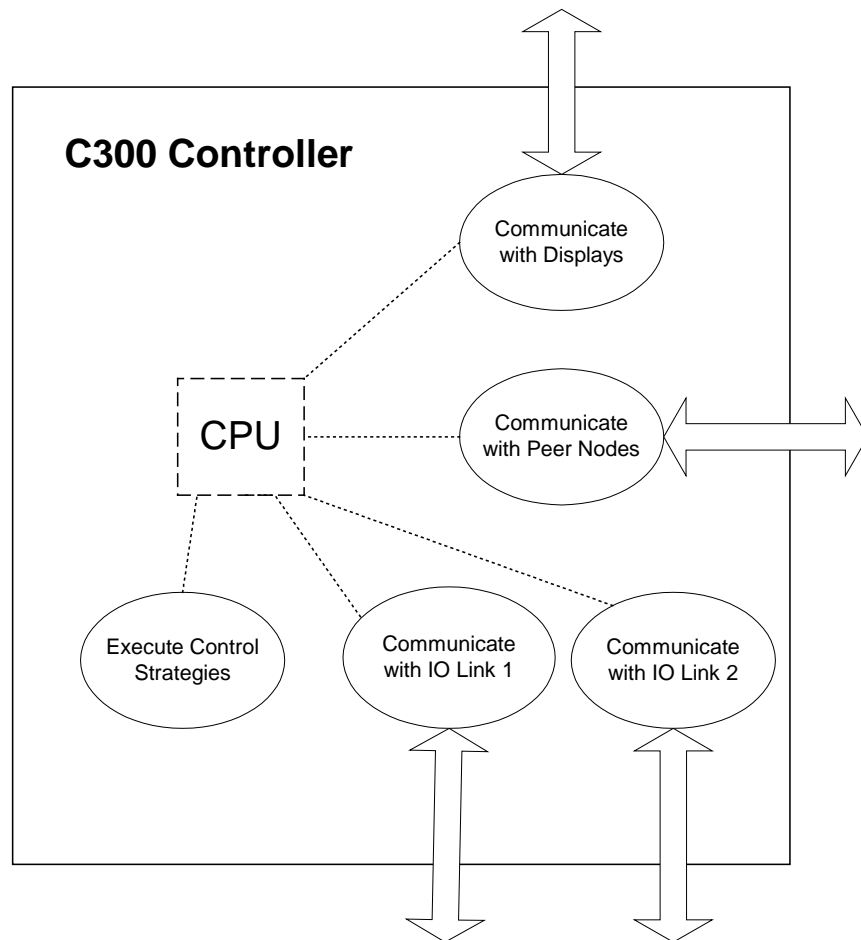 C300 Controller
Communicate
with Displays
CPU
Communicate
with Peer Nodes
Execute Control
Strategies
Communicate
with IO Link 1
Communicate
with IO Link 2